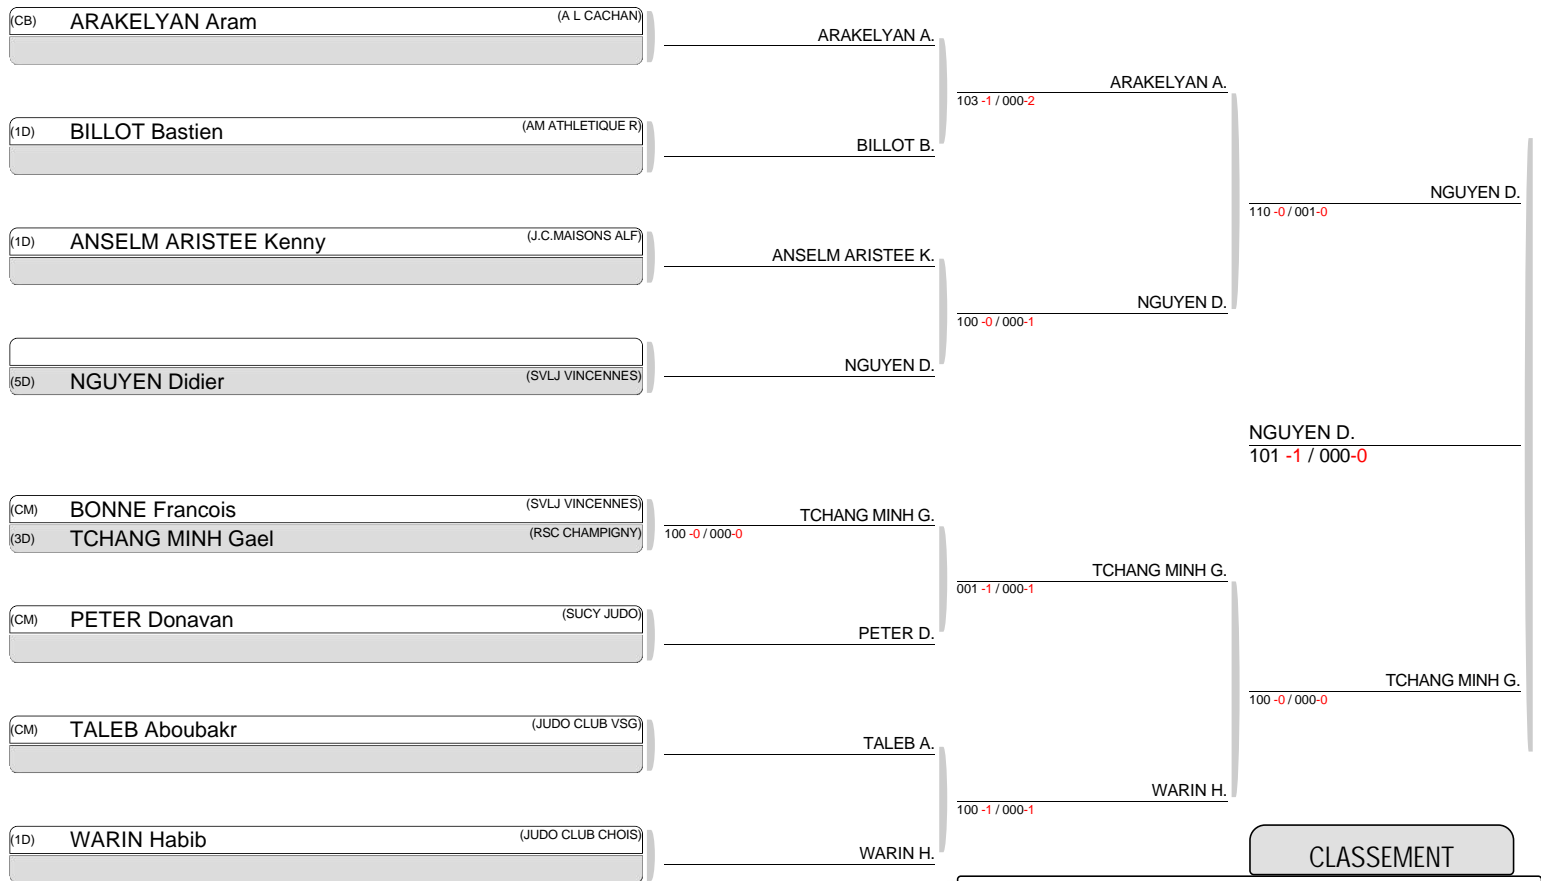 (CB) ARAKELYAN Aram (A L CACHAN)
ARAKELYAN A.
ARAKELYAN A.
103 -1 / 000-2
(1D) BILLOT Bastien (AM ATHLETIQUE R)
BILLOT B.
NGUYEN D.
110 -0 / 001-0
(1D) ANSELM ARISTEE Kenny (J.C.MAISONS ALF)
ANSELM ARISTEE K.
NGUYEN D.
100 -0 / 000-1
(5D) NGUYEN Didier (SVLJ VINCENNES)
NGUYEN D.
NGUYEN D.
101 -1 / 000-0
(CM) BONNE Francois (SVLJ VINCENNES)
(3D) TCHANG MINH Gael (RSC CHAMPIGNY)
TCHANG MINH G.
100 -0 / 000-0
TCHANG MINH G.
001 -1 / 000-1
(CM) PETER Donavan (SUCY JUDO)
PETER D.
TCHANG MINH G.
100 -0 / 000-0
(CM) TALEB Aboubakr (JUDO CLUB VSG)
TALEB A.
WARIN H.
100 -1 / 000-1
(1D) WARIN Habib (JUDO CLUB CHOIS)
WARIN H.
CLASSEMENT